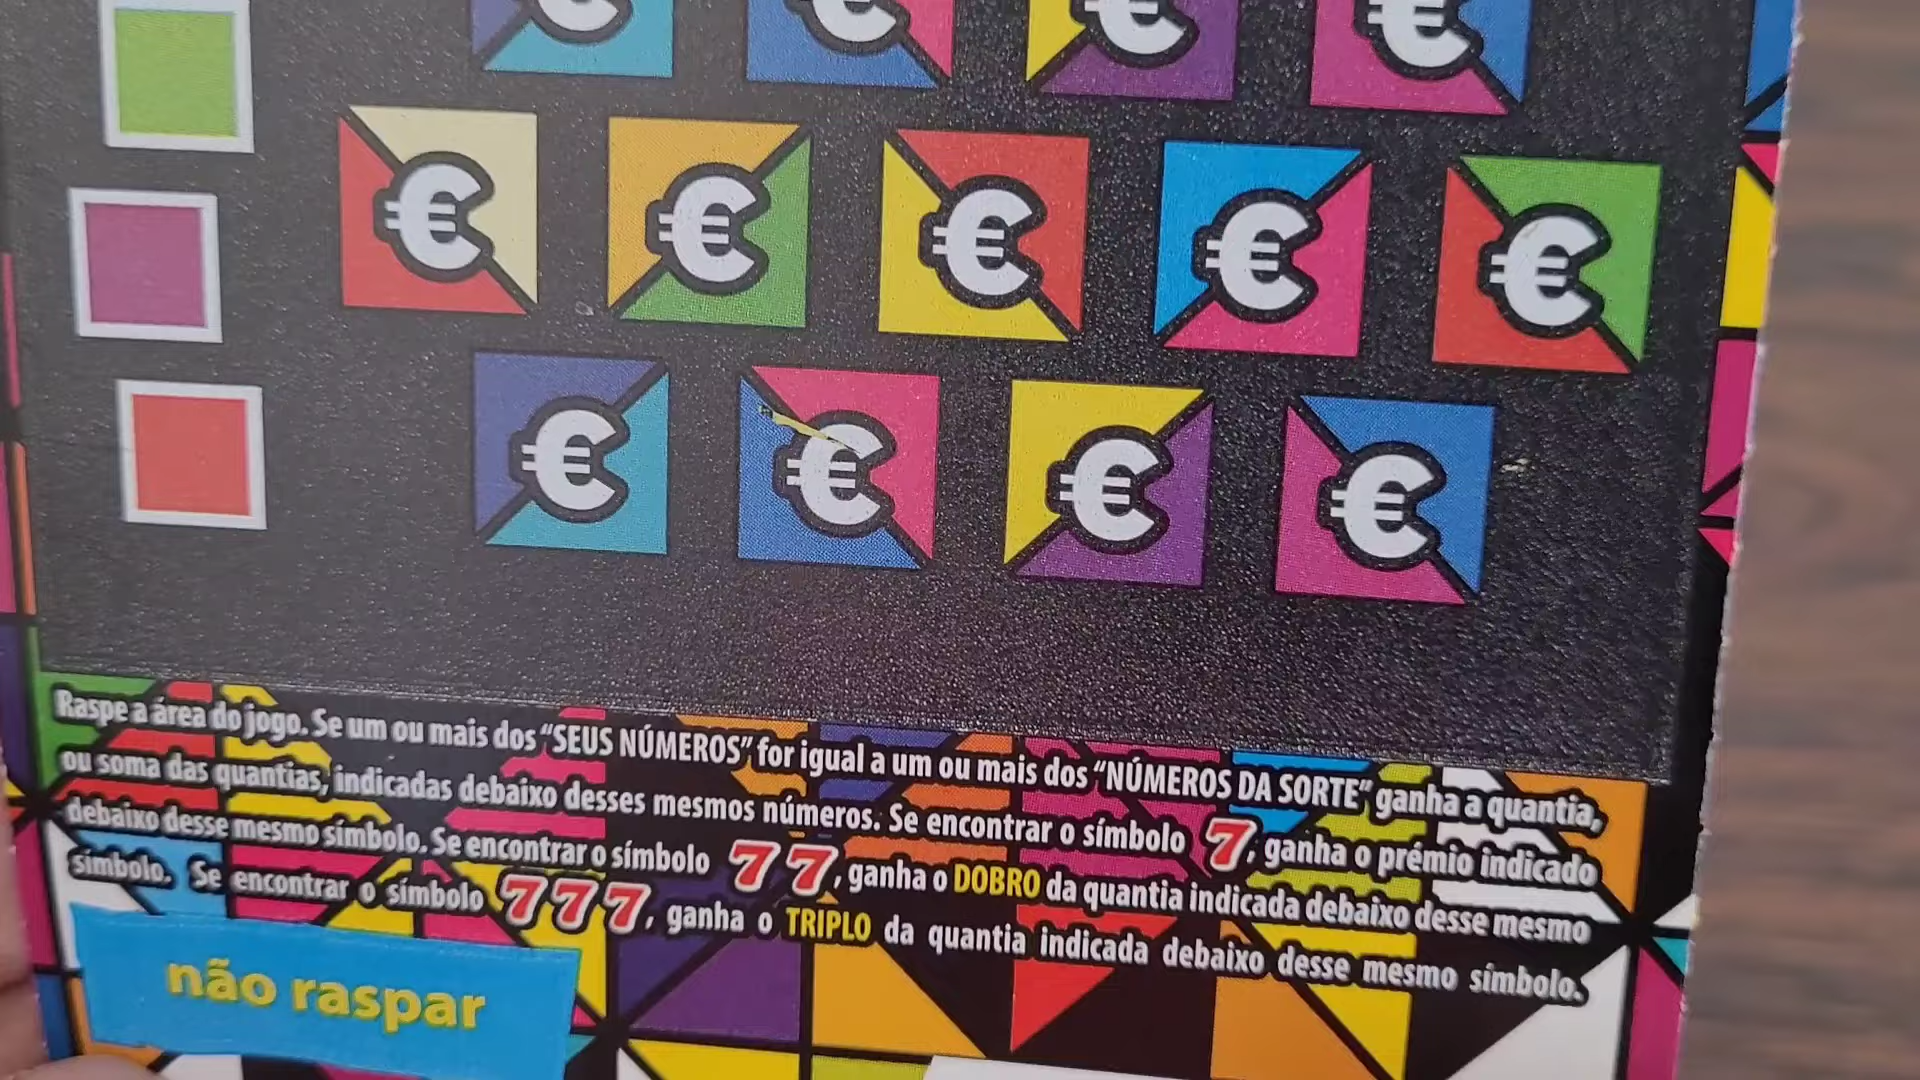 € € € €
€ € € € €
€ € € €
Raspe a área do jogo. Se um ou mais dos “SEUS NÚMEROS” for igual a um ou mais dos “NÚMEROS DA SORTE” ganha a quantia,
ou soma das quantias, indicadas debaixo desses mesmos números. Se encontrar o símbolo 7, ganha o prémio indicado
debaixo desse mesmo símbolo. Se encontrar o símbolo 77, ganha o DOBRO da quantia indicada debaixo desse mesmo
símbolo. Se encontrar o símbolo 777, ganha o TRIPLO da quantia indicada debaixo desse mesmo símbolo.
não raspar